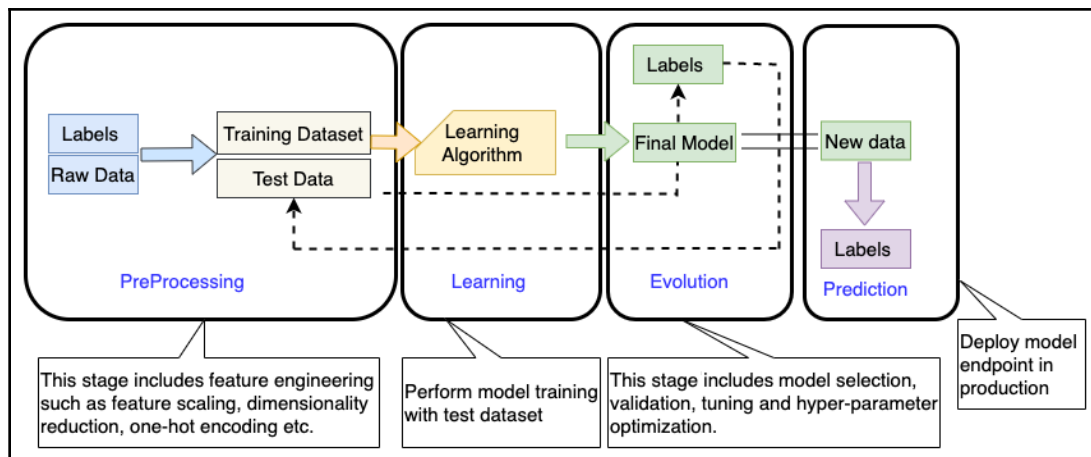 Labels
Raw Data
Training Dataset
Test Data
PreProcessing
Learning
Algorithm
Learning
Labels
Final Model
Evolution
New data
Labels
Prediction
This stage includes feature engineering
such as feature scaling, dimensionality
reduction, one-hot encoding etc.
Perform model training
with test dataset
This stage includes model selection,
validation, tuning and hyper-parameter
optimization.
Deploy model
endpoint in
production